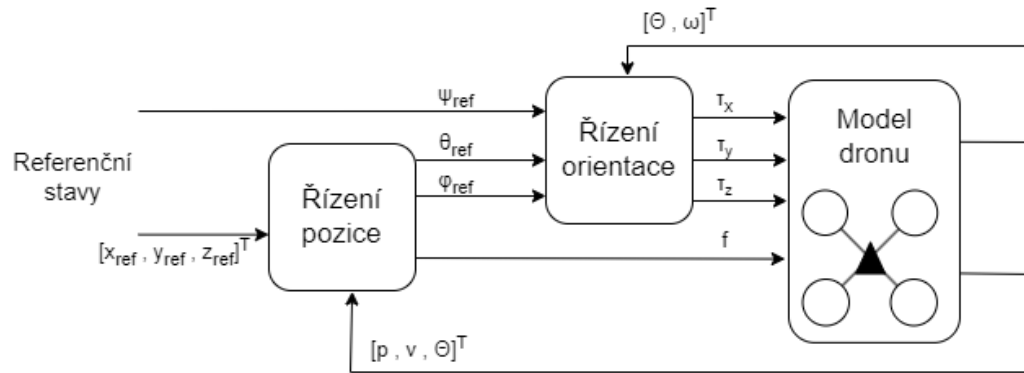 [Θ , ω]ᵀ
ψref
τx
Model
dronu
Řízení
orientace
θref
τy
Referenční
stavy
Řízení
pozice
φref
τz
[xref , yref , zref]ᵀ
f
[p , v , Θ]ᵀ